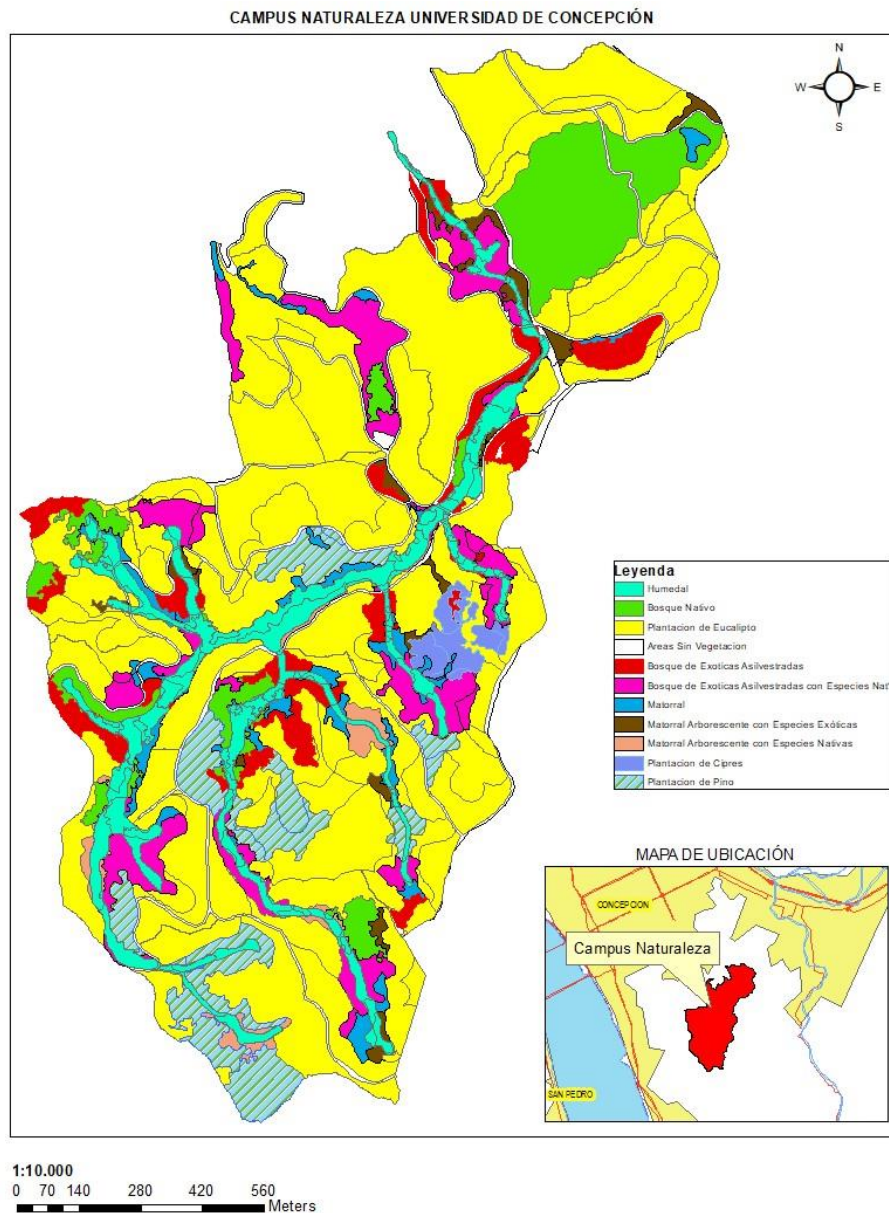 CAMPUS NATURALEZA UNIVERSIDAD DE CONCEPCIÓN
N
W
E
S
Leyenda
Humedal
Bosque Nativo
Plantacion de Eucalipto
Areas Sin Vegetacion
Bosque de Exoticas Asilvestradas
Bosque de Exoticas Asilvestradas con Especies Nat
Matorral
Matorral Arborescente con Especies Exóticas
Matorral Arborescente con Especies Nativas
Plantacion de Cipres
Plantacion de Pino
MAPA DE UBICACIÓN
CONCEPCION
Campus Naturaleza
SAN PEDRO
1:10.000
0 70 140 280 420 560
Meters